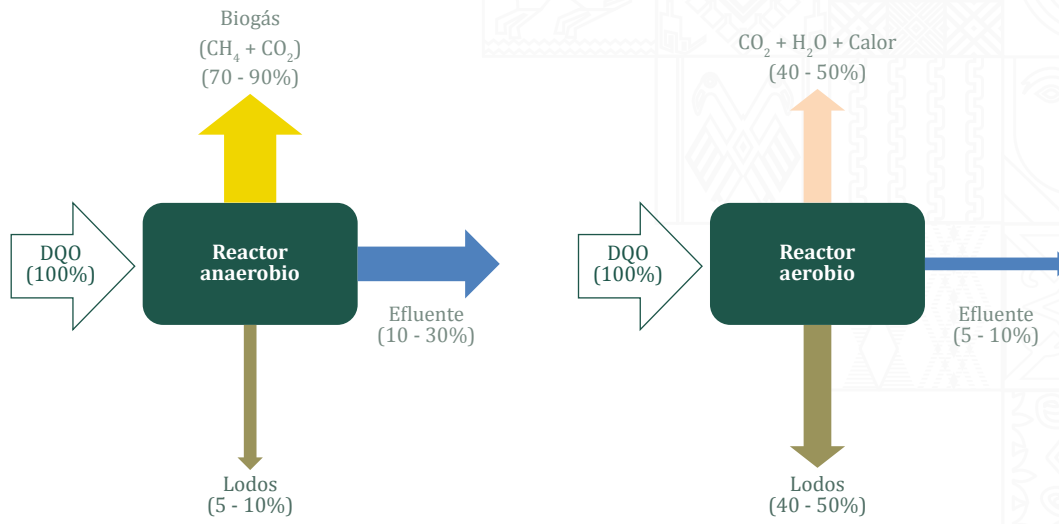 Biogás
(CH₄ + CO₂)
(70 - 90%)
DQO
(100%)
Reactor
anaerobio
Efluente
(10 - 30%)
Lodos
(5 - 10%)
CO₂ + H₂O + Calor
(40 - 50%)
DQO
(100%)
Reactor
aerobio
Efluente
(5 - 10%)
Lodos
(40 - 50%)